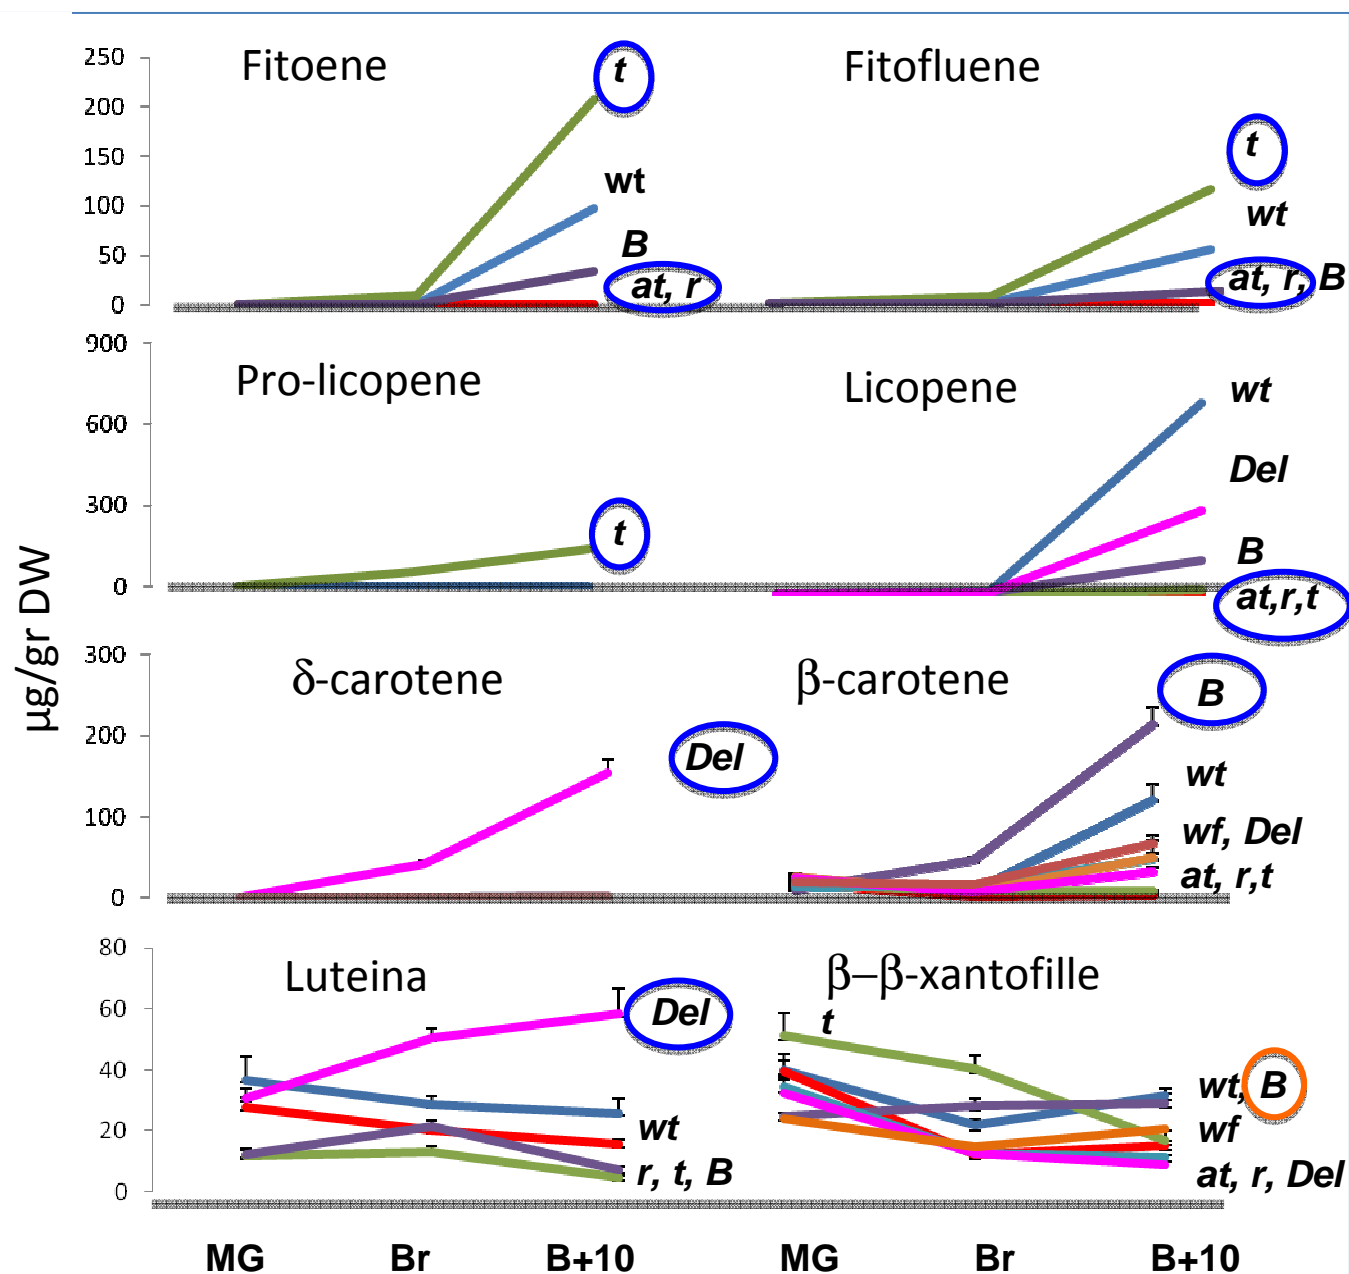 µg/gr DW
250
200
150
100
50
0
Fitoene
t
wt
B
at, r
Fitofluene
t
wt
at, r, B
900
600
300
0
Pro-licopene
t
Licopene
wt
Del
B
at,r,t
300
200
100
0
δ-carotene
Del
β-carotene
B
wt
wf, Del
at, r,t
80
60
40
20
0
Luteina
Del
wt
r, t, B
β–β-xantofille
t
wt, B
wf
at, r, Del
MG Br B+10 MG Br B+10